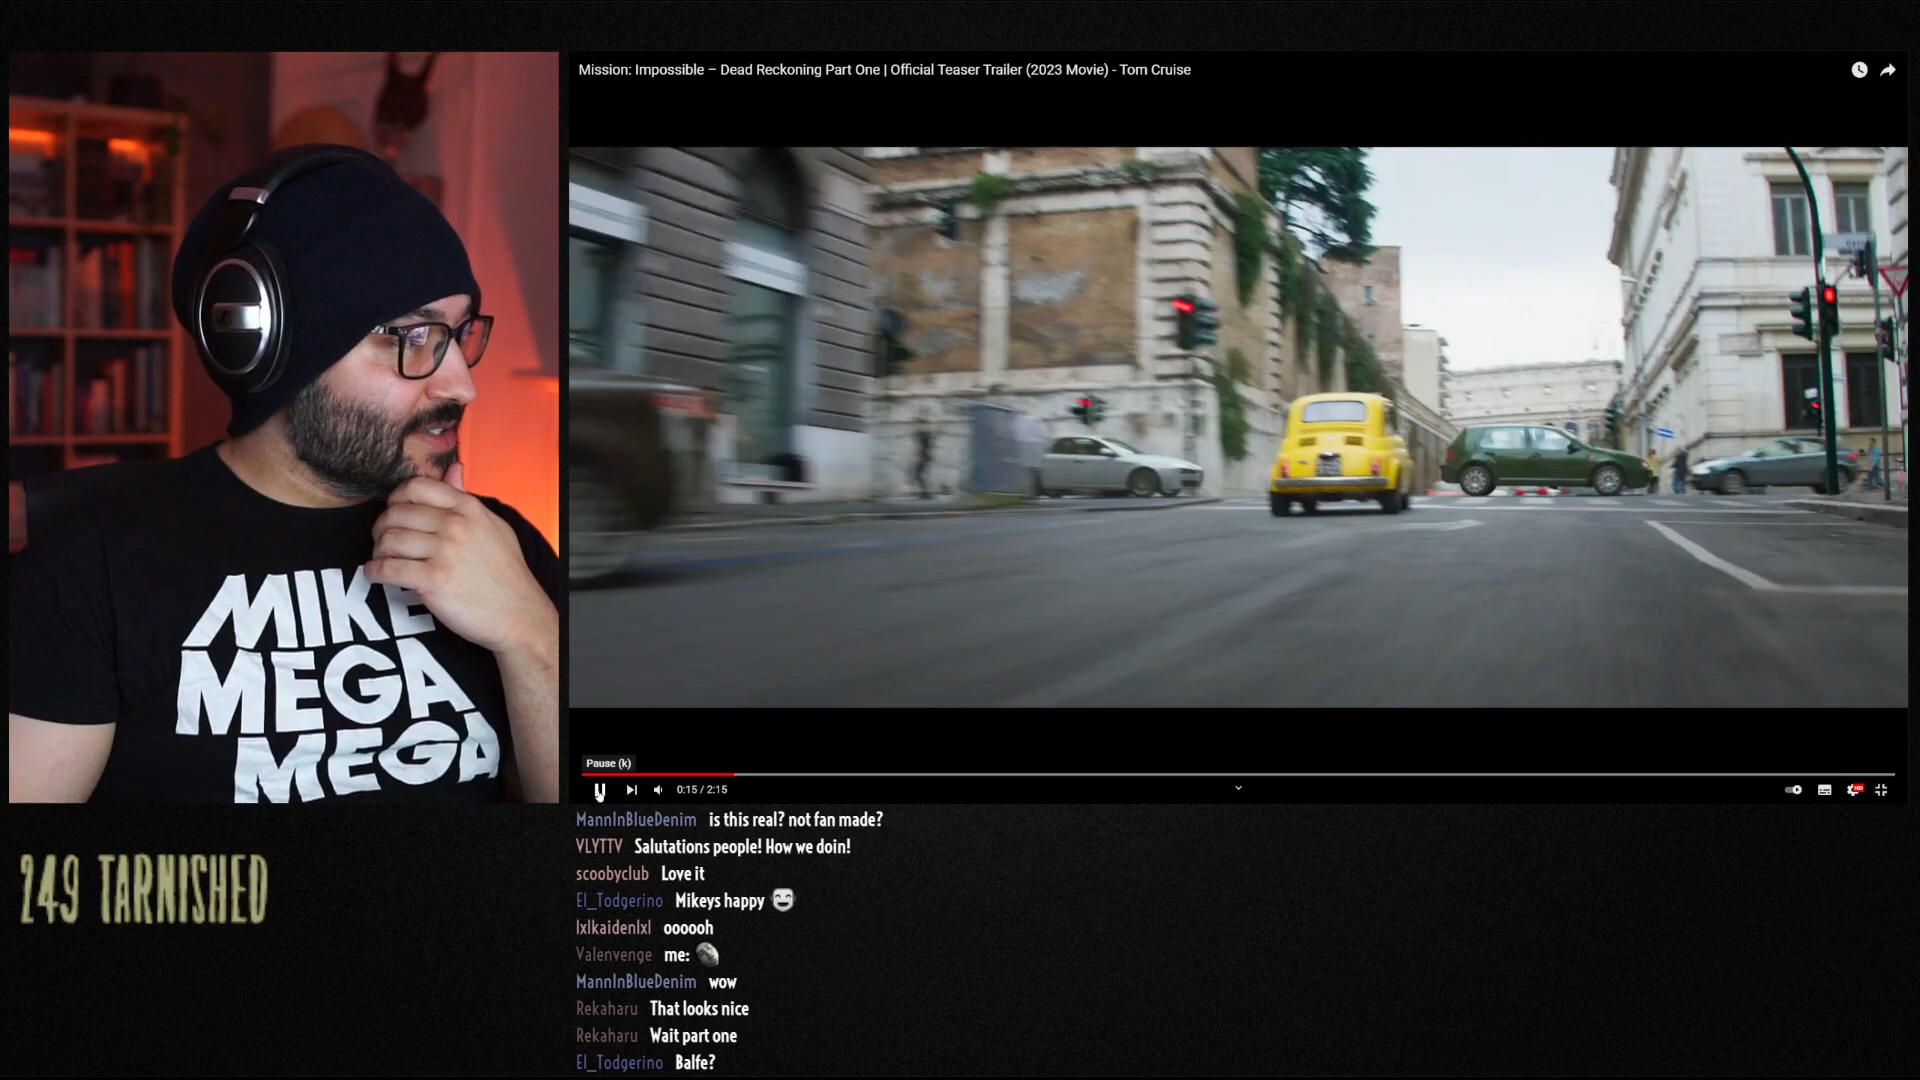 Mission: Impossible – Dead Reckoning Part One | Official Teaser Trailer (2023 Movie) - Tom Cruise
MIKE
MEGA
MEGA
Pause (k)
0:15 / 2:15
HD
MannInBlueDenim is this real? not fan made?
VLYTTV Salutations people! How we doin!
scoobyclub Love it
El_Todgerino Mikeys happy
lxlkaidenlxl oooooh
Valenvenge me:
MannInBlueDenim wow
Rekaharu That looks nice
Rekaharu Wait part one
El_Todgerino Balfe?
249 TARNISHED